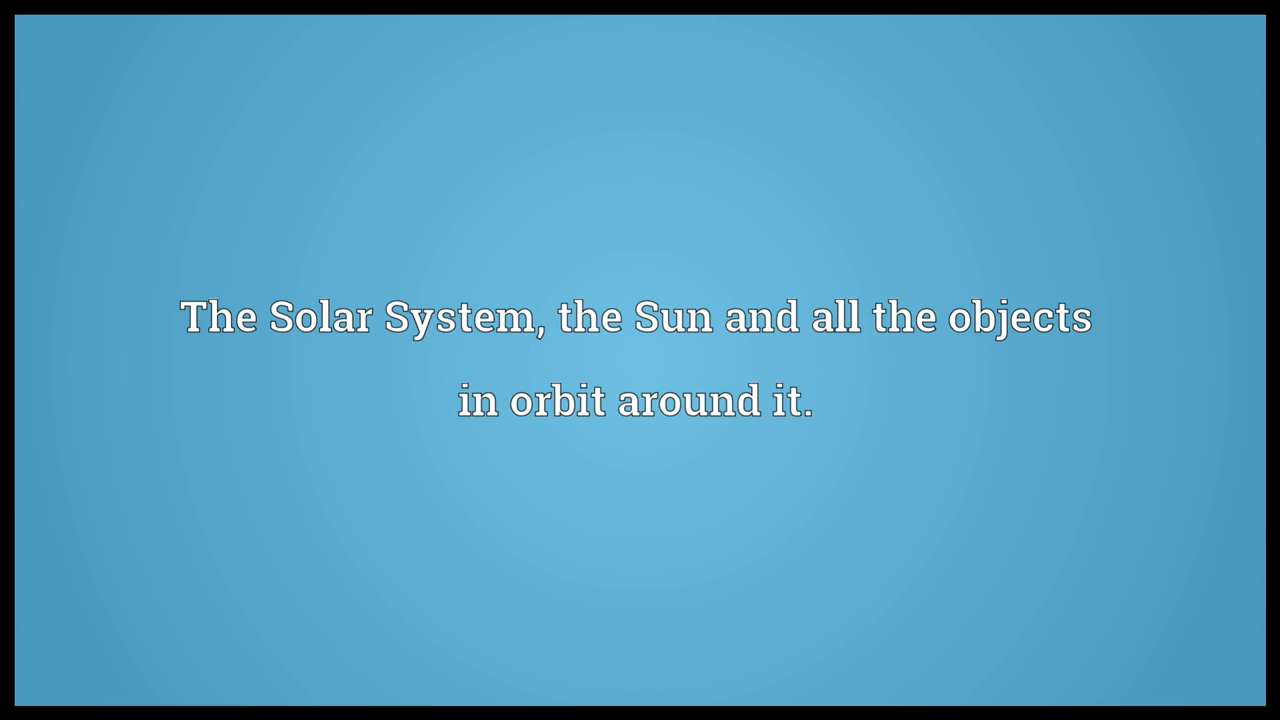 The Solar System, the Sun and all the objects
in orbit around it.